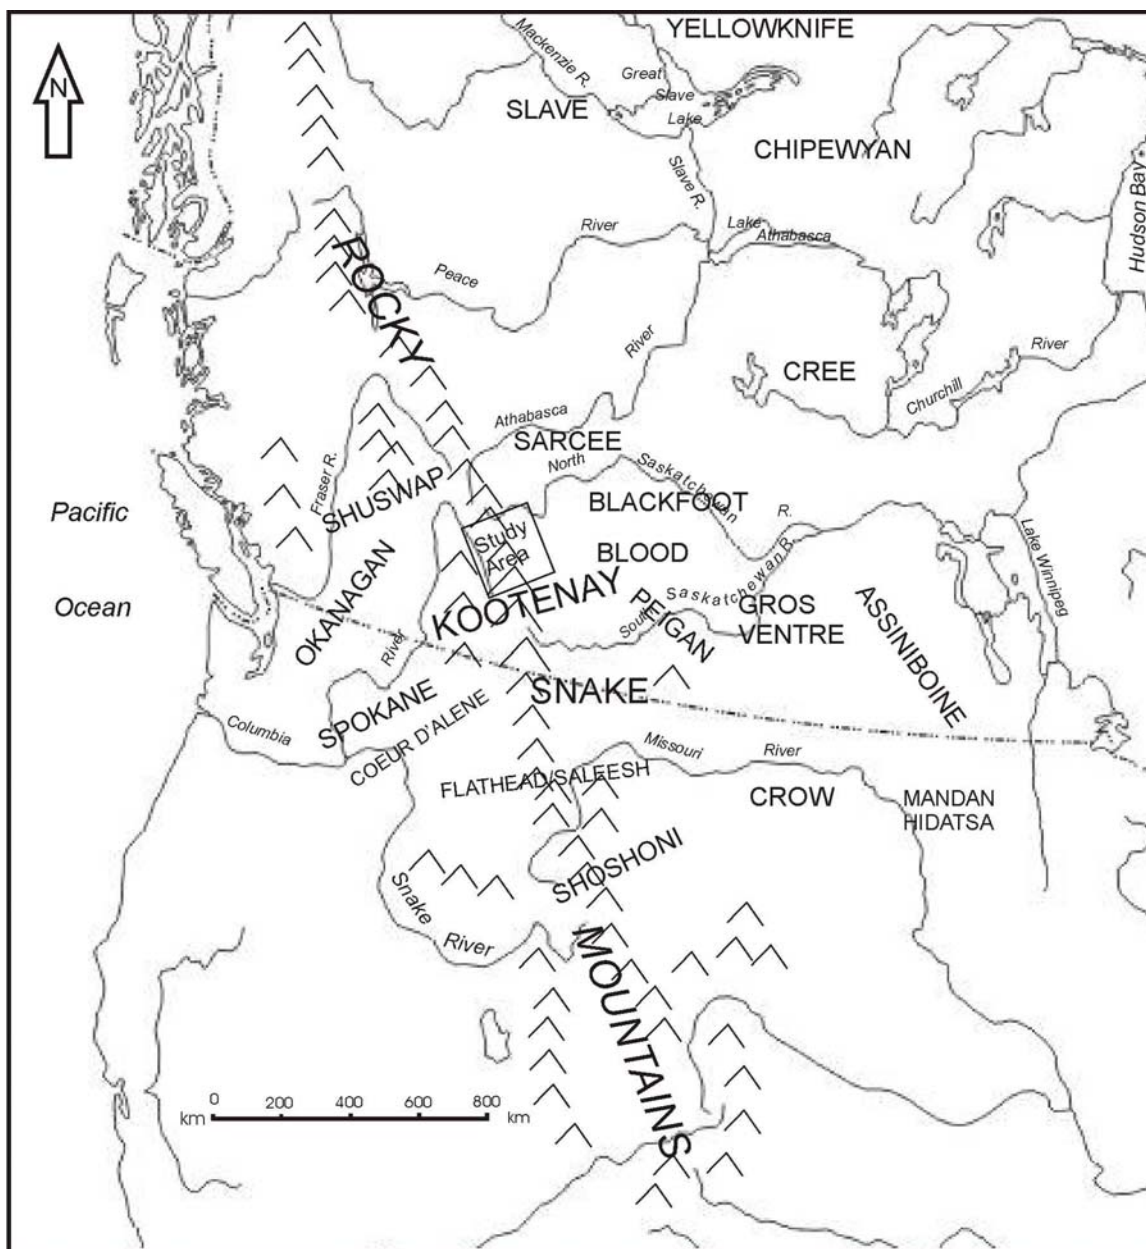 YELLOWKNIFE
N
Mackenzie R.
Great
Slave
Lake
SLAVE
CHIPEWYAN
Slave R.
Hudson Bay
Lake
Athabasca
River
Peace
ROCKY
River
River
CREE
Churchill
Athabasca
SARCEE
North
Saskatchewan
R.
Fraser R.
SHUSWAP
BLACKFOOT
Pacific
Study
Area
BLOOD
Lake Winnipeg
Ocean
OKANAGAN
KOOTENAY
PEIGAN
South
Saskatchewan R.
GROS
VENTRE
ASSINIBOINE
River
SNAKE
SPOKANE
Columbia
COEUR D'ALENE
Missouri
River
FLATHEAD/SALEESH
CROW
MANDAN
HIDATSA
SHOSHONI
Snake
River
MOUNTAINS
0 200 400 600 800
km km